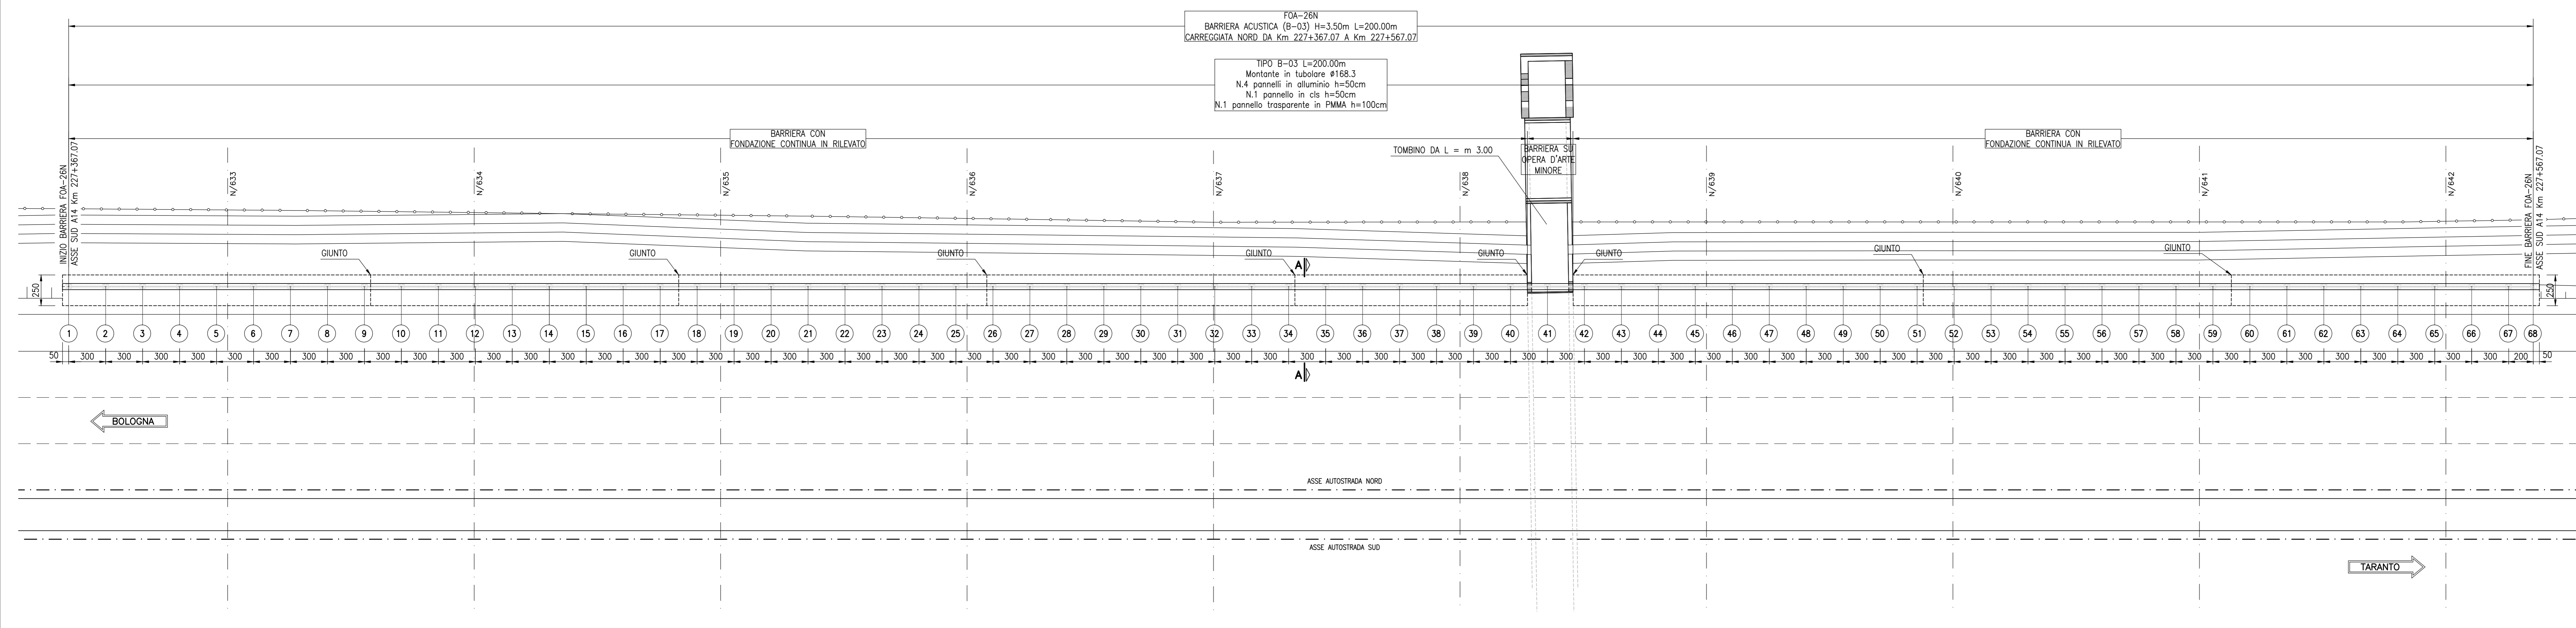 FOA-26N
BARRIERA ACUSTICA (B-03) H=3.50m L=200.00m
CARREGGIATA NORD DA Km 227+367.07 A Km 227+567.07
TIPO B-03 L=200.00m
Montante in tubolare ø168.3
N.4 pannelli in alluminio h=50cm
N.1 pannello in cls h=50cm
N.1 pannello trasparente in PMMA h=100cm
BARRIERA CON
FONDAZIONE CONTINUA IN RILEVATO
BARRIERA SU
OPERA D'ARTE
MINORE
BARRIERA CON
FONDAZIONE CONTINUA IN RILEVATO
TOMBINO DA L = m 3.00
INIZIO BARRIERA FOA-26N
ASSE SUD A14 Km 227+367.07
N/633
N/634
N/635
N/636
N/637
N/638
N/639
N/640
N/641
N/642
FINE BARRIERA FOA-26N
ASSE SUD A14 Km 227+567.07
GIUNTO
GIUNTO
GIUNTO
GIUNTO
GIUNTO
GIUNTO
GIUNTO
GIUNTO
A
250
250
1 2 3 4 5 6 7 8 9 10 11 12 13 14 15 16 17 18 19 20 21 22 23 24 25 26 27 28 29 30 31 32 33 34 35 36 37 38 39 40 41 42 43 44 45 46 47 48 49 50 51 52 53 54 55 56 57 58 59 60 61 62 63 64 65 66 67 68
50 300 300 300 300 300 300 300 300 300 300 300 300 300 300 300 300 300 300 300 300 300 300 300 300 300 300 300 300 300 300 300 300 300 300 300 300 300 300 300 300 300 300 300 300 300 300 300 300 300 300 300 300 300 300 300 300 300 300 300 300 300 300 300 300 300 300 200 50
A
BOLOGNA
ASSE AUTOSTRADA NORD
ASSE AUTOSTRADA SUD
TARANTO